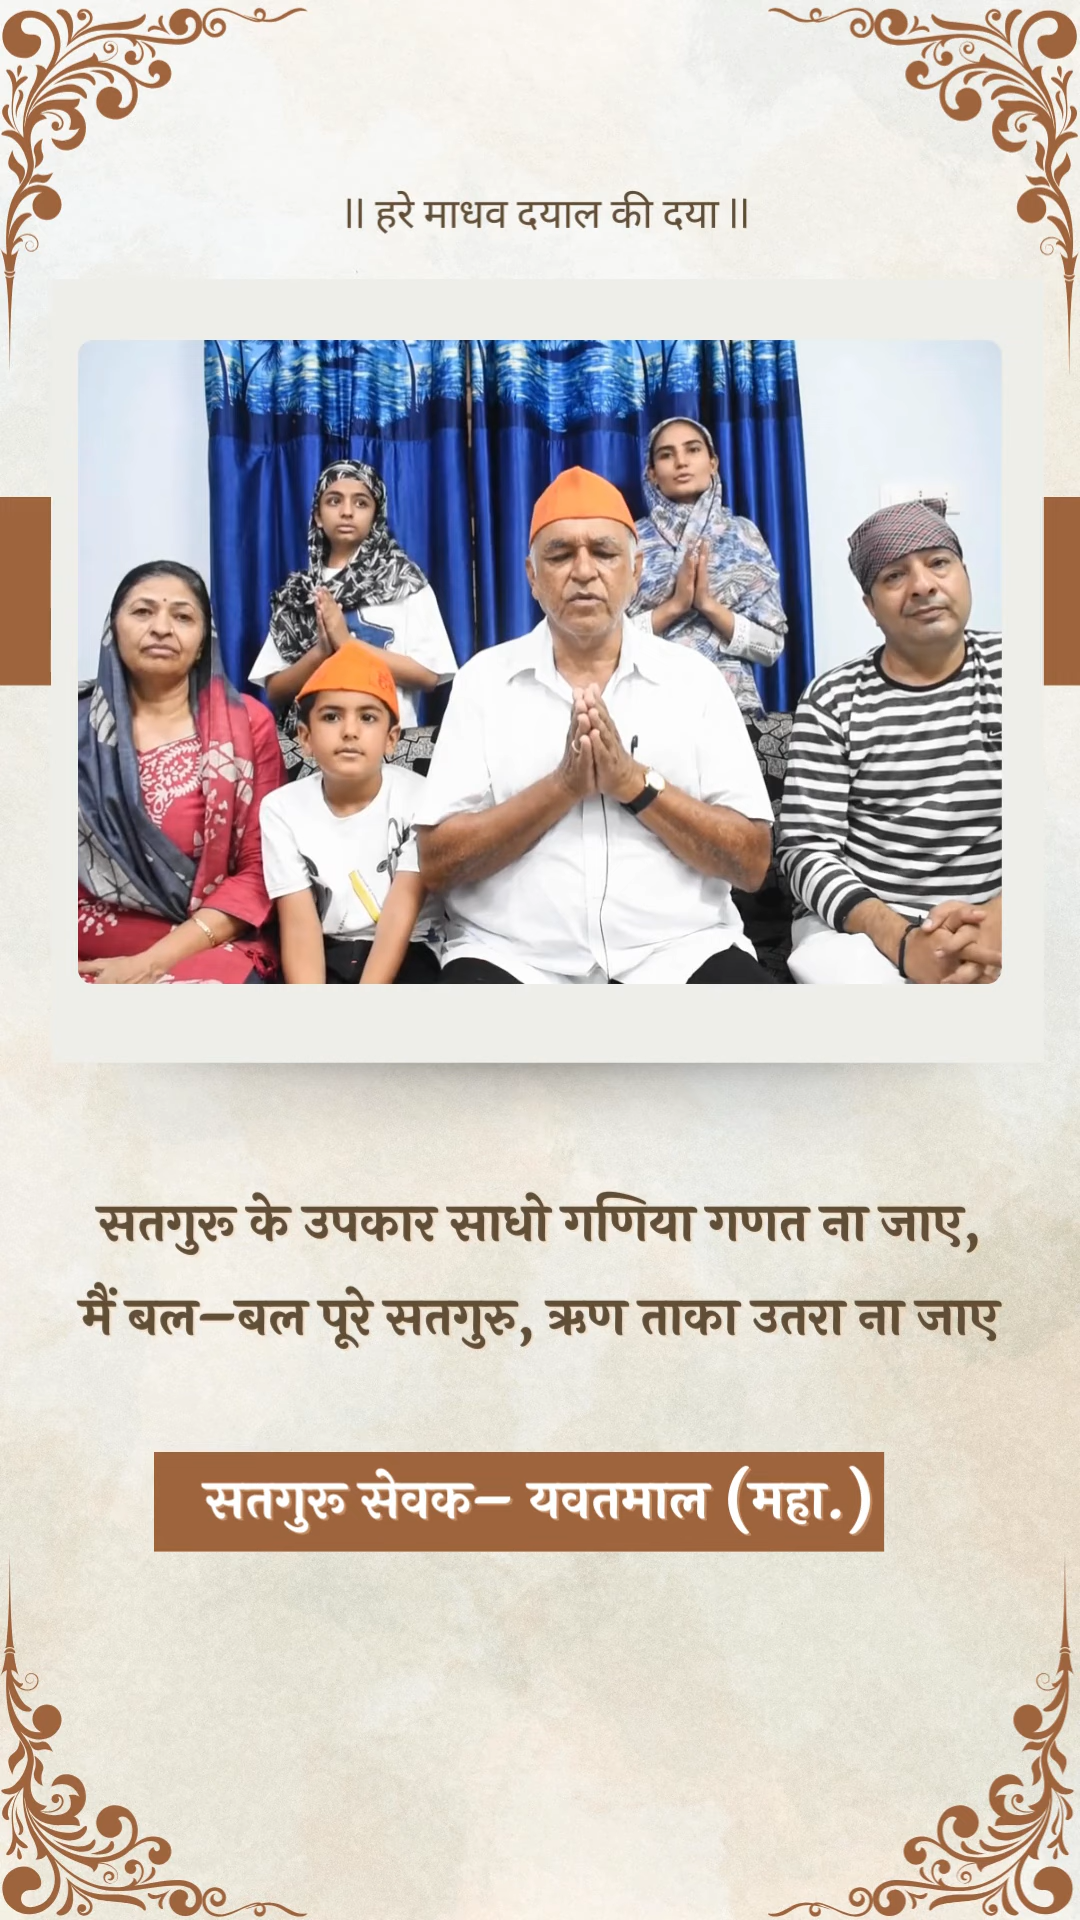 ॥ हरे माधव दयाल की दया ॥
सतगुरू के उपकार साधो गणिया गणत ना जाए,
मैं बल–बल पूरे सतगुरु, ऋण ताका उतरा ना जाए
सतगुरू सेवक– यवतमाल (महा.)